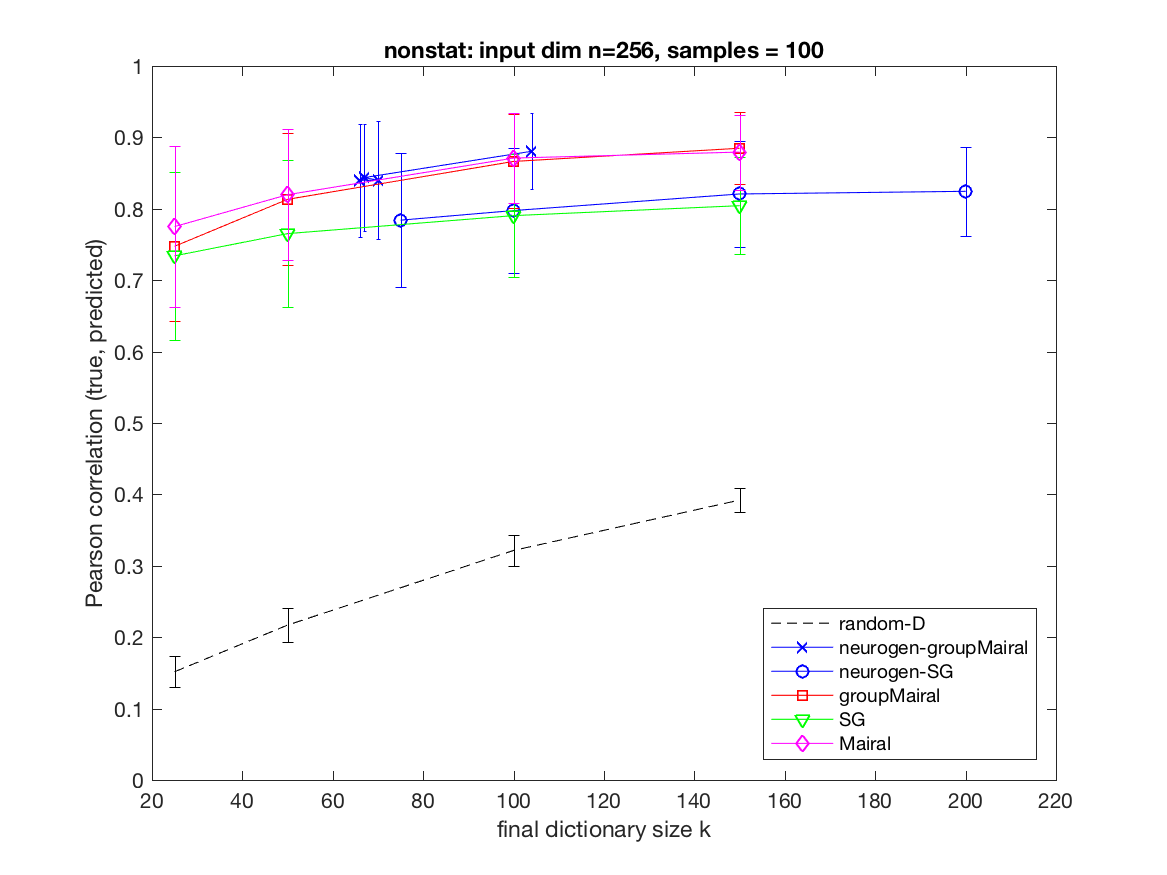 nonstat: input dim n=256, samples = 100
1
0.9
0.8
0.7
0.6
0.5
0.4
0.3
0.2
0.1
0
Pearson correlation (true, predicted)
random-D
neurogen-groupMairal
neurogen-SG
groupMairal
SG
Mairal
20 40 60 80 100 120 140 160 180 200 220
final dictionary size k